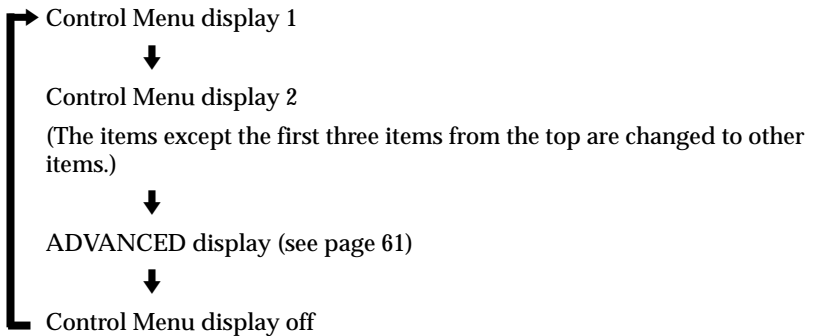 Control Menu display 1
Control Menu display 2
(The items except the first three items from the top are changed to other
items.)
ADVANCED display (see page 61)
Control Menu display off